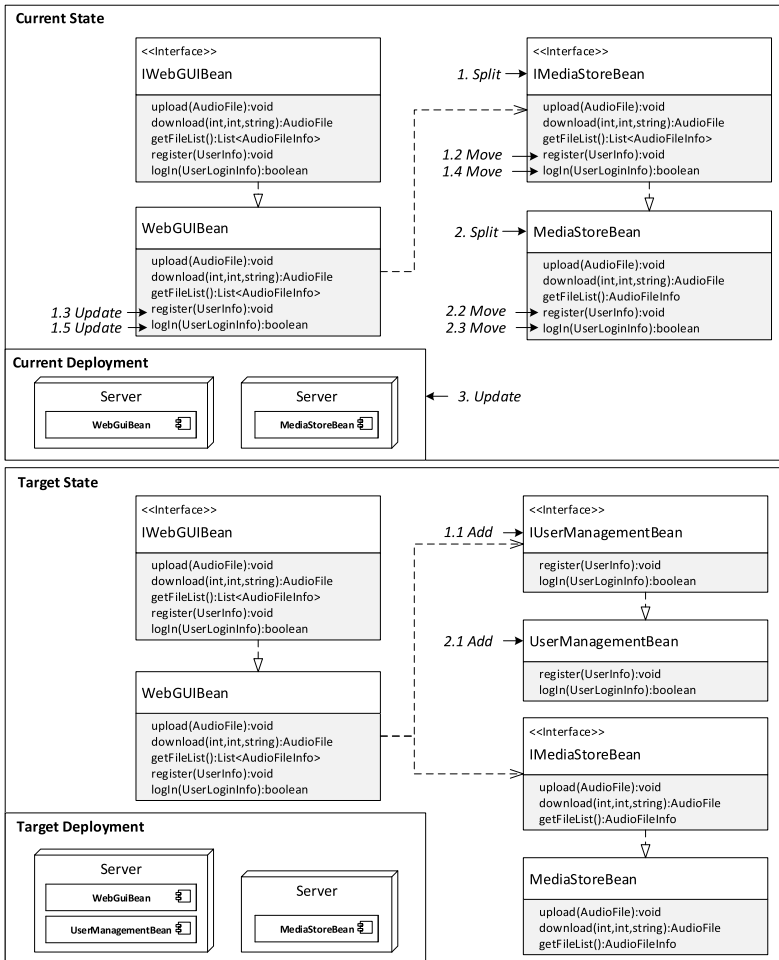 Current State
<<Interface>>
IWebGUIBean
upload(AudioFile):void
download(int,int,string):AudioFile
getFileList():List<AudioFileInfo>
register(UserInfo):void
logIn(UserLoginInfo):boolean
WebGUIBean
upload(AudioFile):void
download(int,int,string):AudioFile
getFileList():List<AudioFileInfo>
1.3 Update
register(UserInfo):void
1.5 Update
logIn(UserLoginInfo):boolean
<<Interface>>
1. Split
IMediaStoreBean
upload(AudioFile):void
download(int,int,string):AudioFile
getFileList():List<AudioFileInfo>
1.2 Move
register(UserInfo):void
1.4 Move
logIn(UserLoginInfo):boolean
2. Split
MediaStoreBean
upload(AudioFile):void
download(int,int,string):AudioFile
getFileList():AudioFileInfo
2.2 Move
register(UserInfo):void
2.3 Move
logIn(UserLoginInfo):boolean
Current Deployment
Server
WebGuiBean
Server
MediaStoreBean
3. Update
Target State
<<Interface>>
IWebGUIBean
upload(AudioFile):void
download(int,int,string):AudioFile
getFileList():List<AudioFileInfo>
register(UserInfo):void
logIn(UserLoginInfo):boolean
WebGUIBean
upload(AudioFile):void
download(int,int,string):AudioFile
getFileList():List<AudioFileInfo>
register(UserInfo):void
logIn(UserLoginInfo):boolean
<<Interface>>
1.1 Add
IUserManagementBean
register(UserInfo):void
logIn(UserLoginInfo):boolean
2.1 Add
UserManagementBean
register(UserInfo):void
logIn(UserLoginInfo):boolean
<<Interface>>
IMediaStoreBean
upload(AudioFile):void
download(int,int,string):AudioFile
getFileList():AudioFileInfo
MediaStoreBean
upload(AudioFile):void
download(int,int,string):AudioFile
getFileList():AudioFileInfo
Target Deployment
Server
WebGuiBean
UserManagementBean
Server
MediaStoreBean